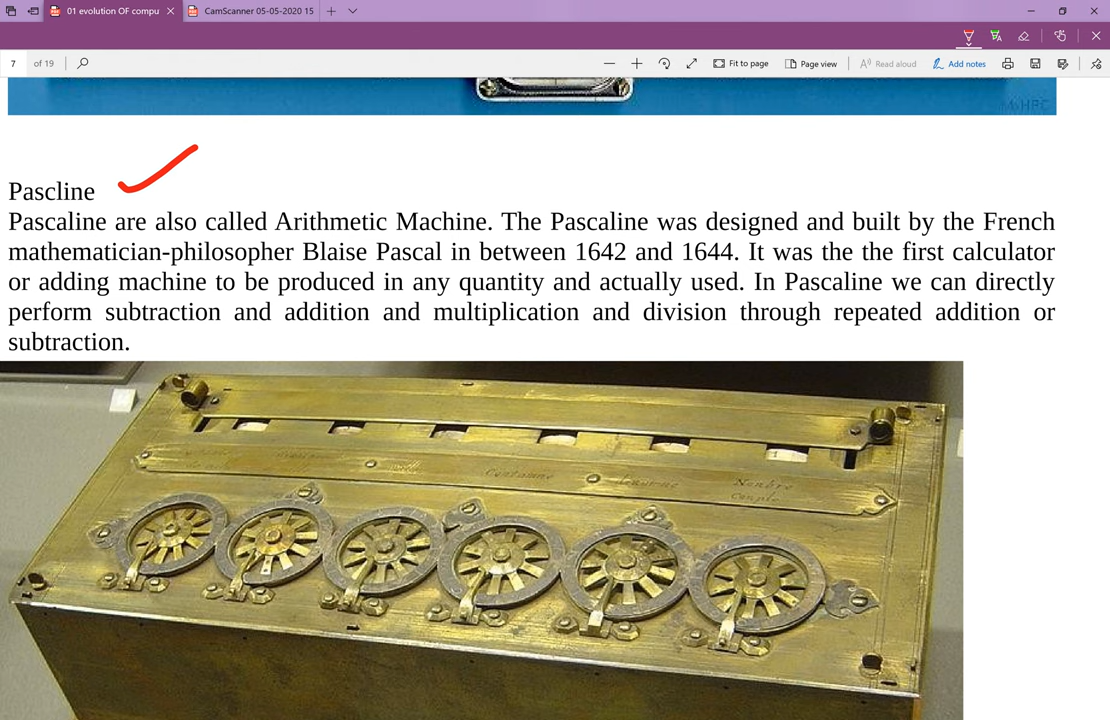 01 evolution OF compu
CamScanner 05-05-2020 15
7 of 19
Fit to page
Page view
Read aloud
Add notes
M-HPC
Pascline
Pascaline are also called Arithmetic Machine. The Pascaline was designed and built by the French
mathematician-philosopher Blaise Pascal in between 1642 and 1644. It was the the first calculator
or adding machine to be produced in any quantity and actually used. In Pascaline we can directly
perform subtraction and addition and multiplication and division through repeated addition or
subtraction.
Nombre